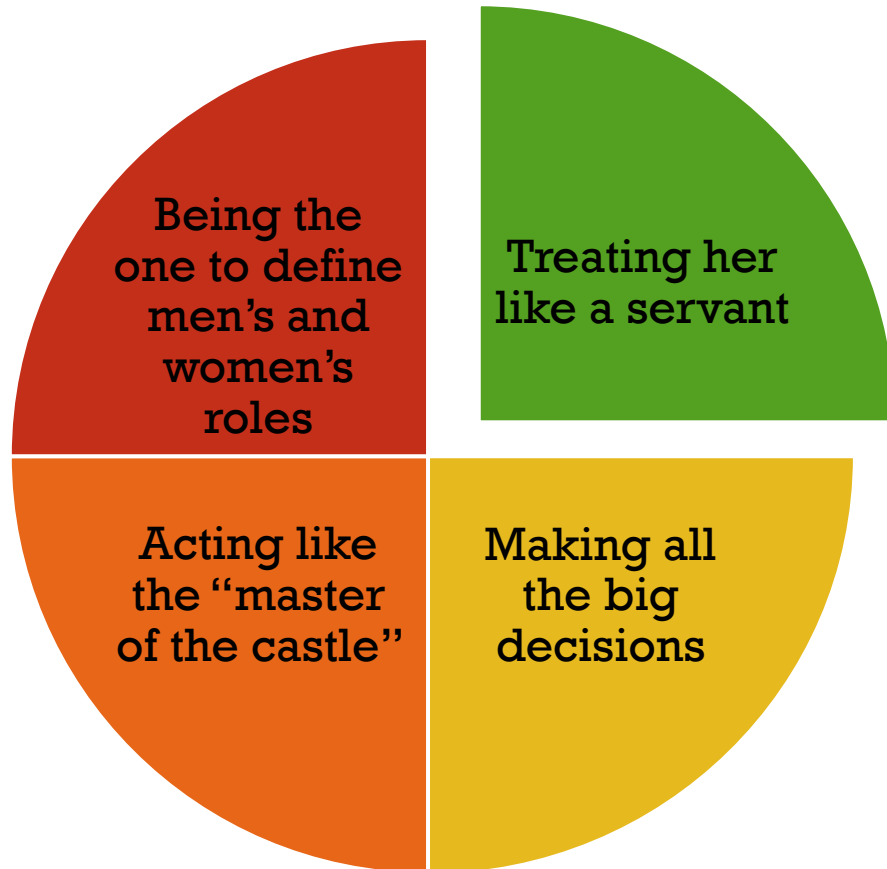 Being the
one to define
men’s and
women’s
roles
Treating her
like a servant
Acting like
the “master
of the castle”
Making all
the big
decisions